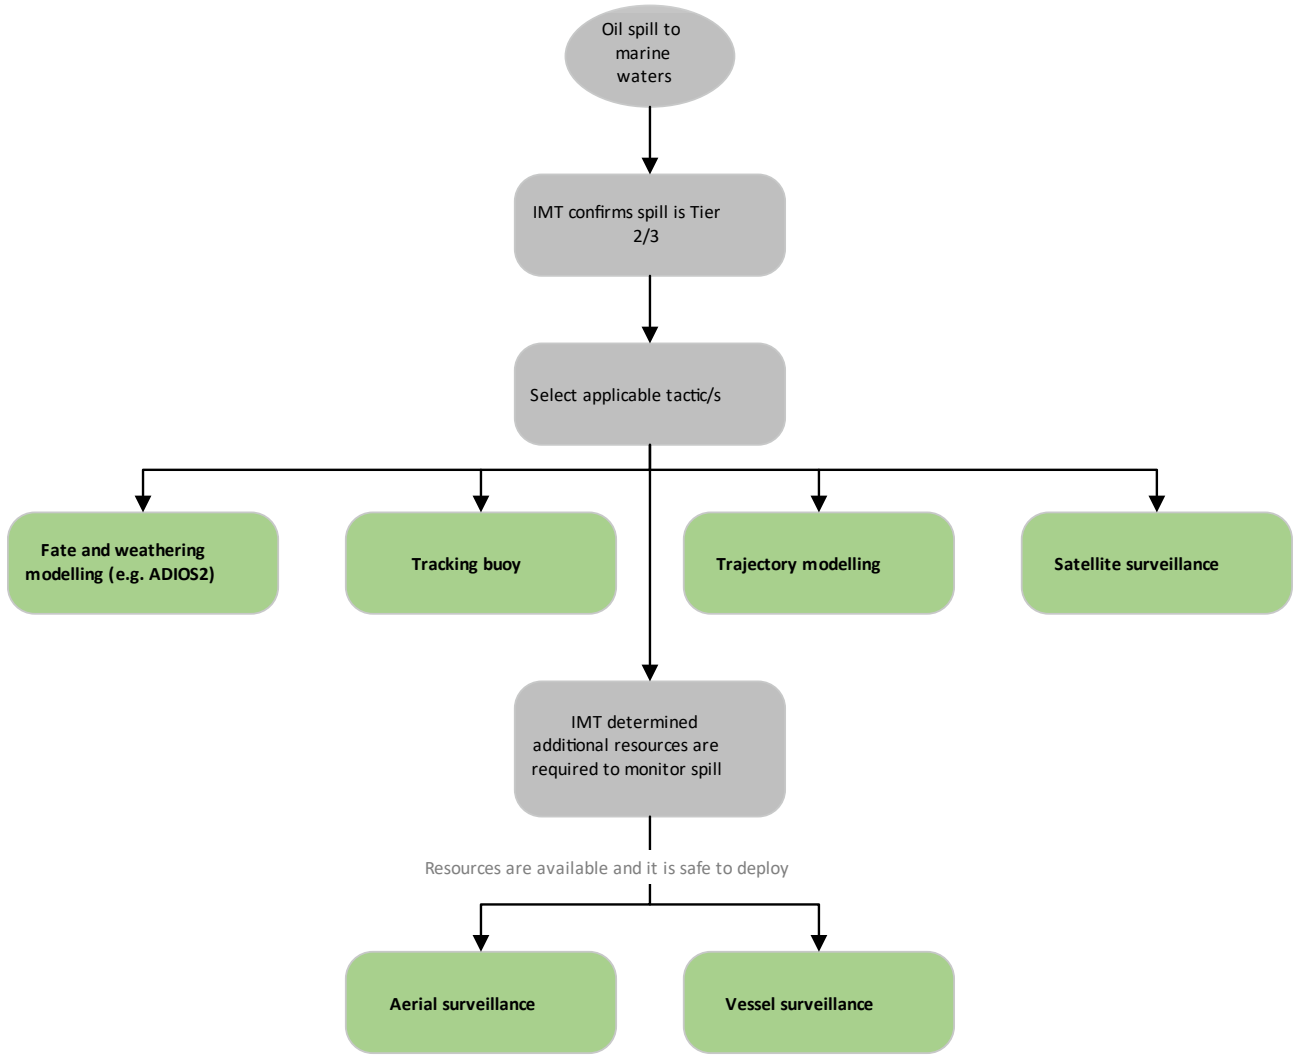 Oil spill to
marine
waters
IMT confirms spill is Tier
2/3
Select applicable tactic/s
Fate and weathering
modelling (e.g. ADIOS2)
Tracking buoy
Trajectory modelling
Satellite surveillance
IMT determined
additional resources are
required to monitor spill
Resources are available and it is safe to deploy
Aerial surveillance
Vessel surveillance